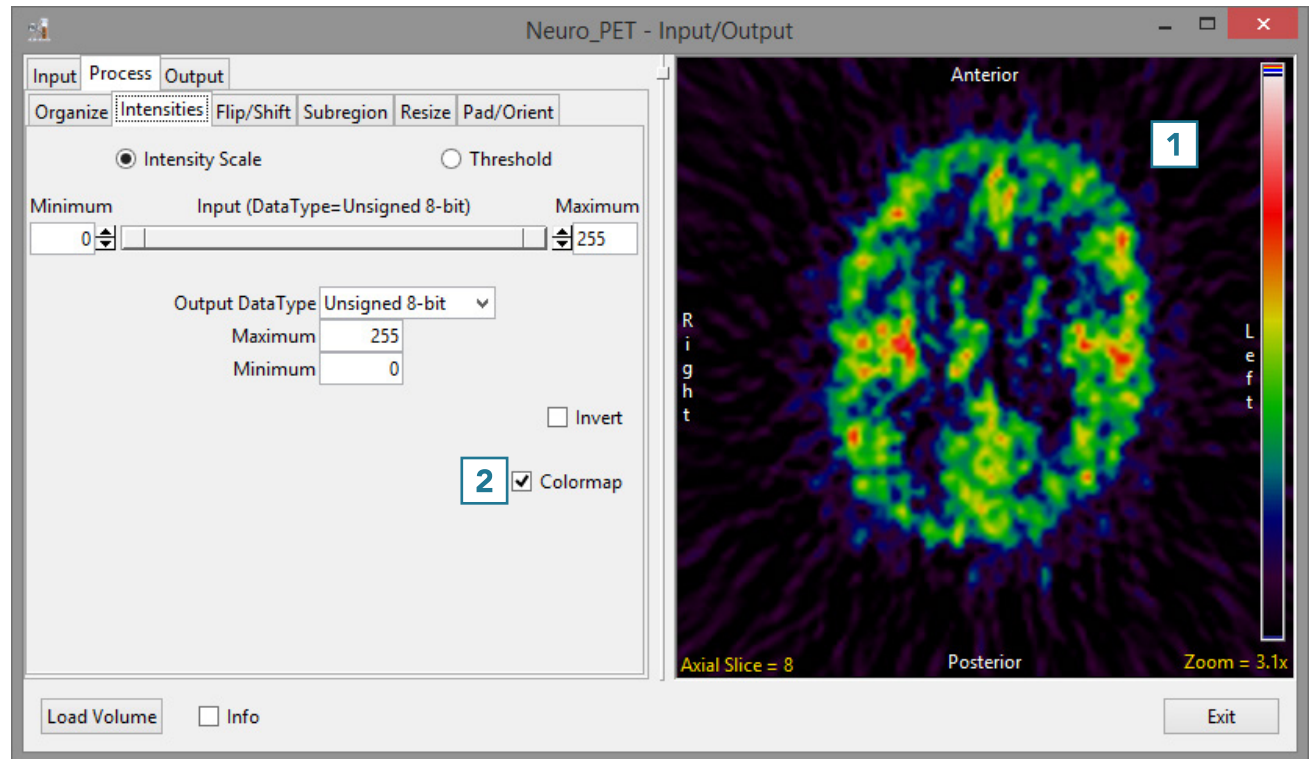 Neuro_PET - Input/Output
Input Process Output
Organize Intensities Flip/Shift Subregion Resize Pad/Orient
Intensity Scale Threshold
Minimum Input (DataType=Unsigned 8-bit) Maximum
0 255
Output DataType Unsigned 8-bit
Maximum 255
Minimum 0
Invert
2 Colormap
Load Volume Info
Anterior
1
Right
Left
Axial Slice = 8 Posterior Zoom = 3.1x
Exit